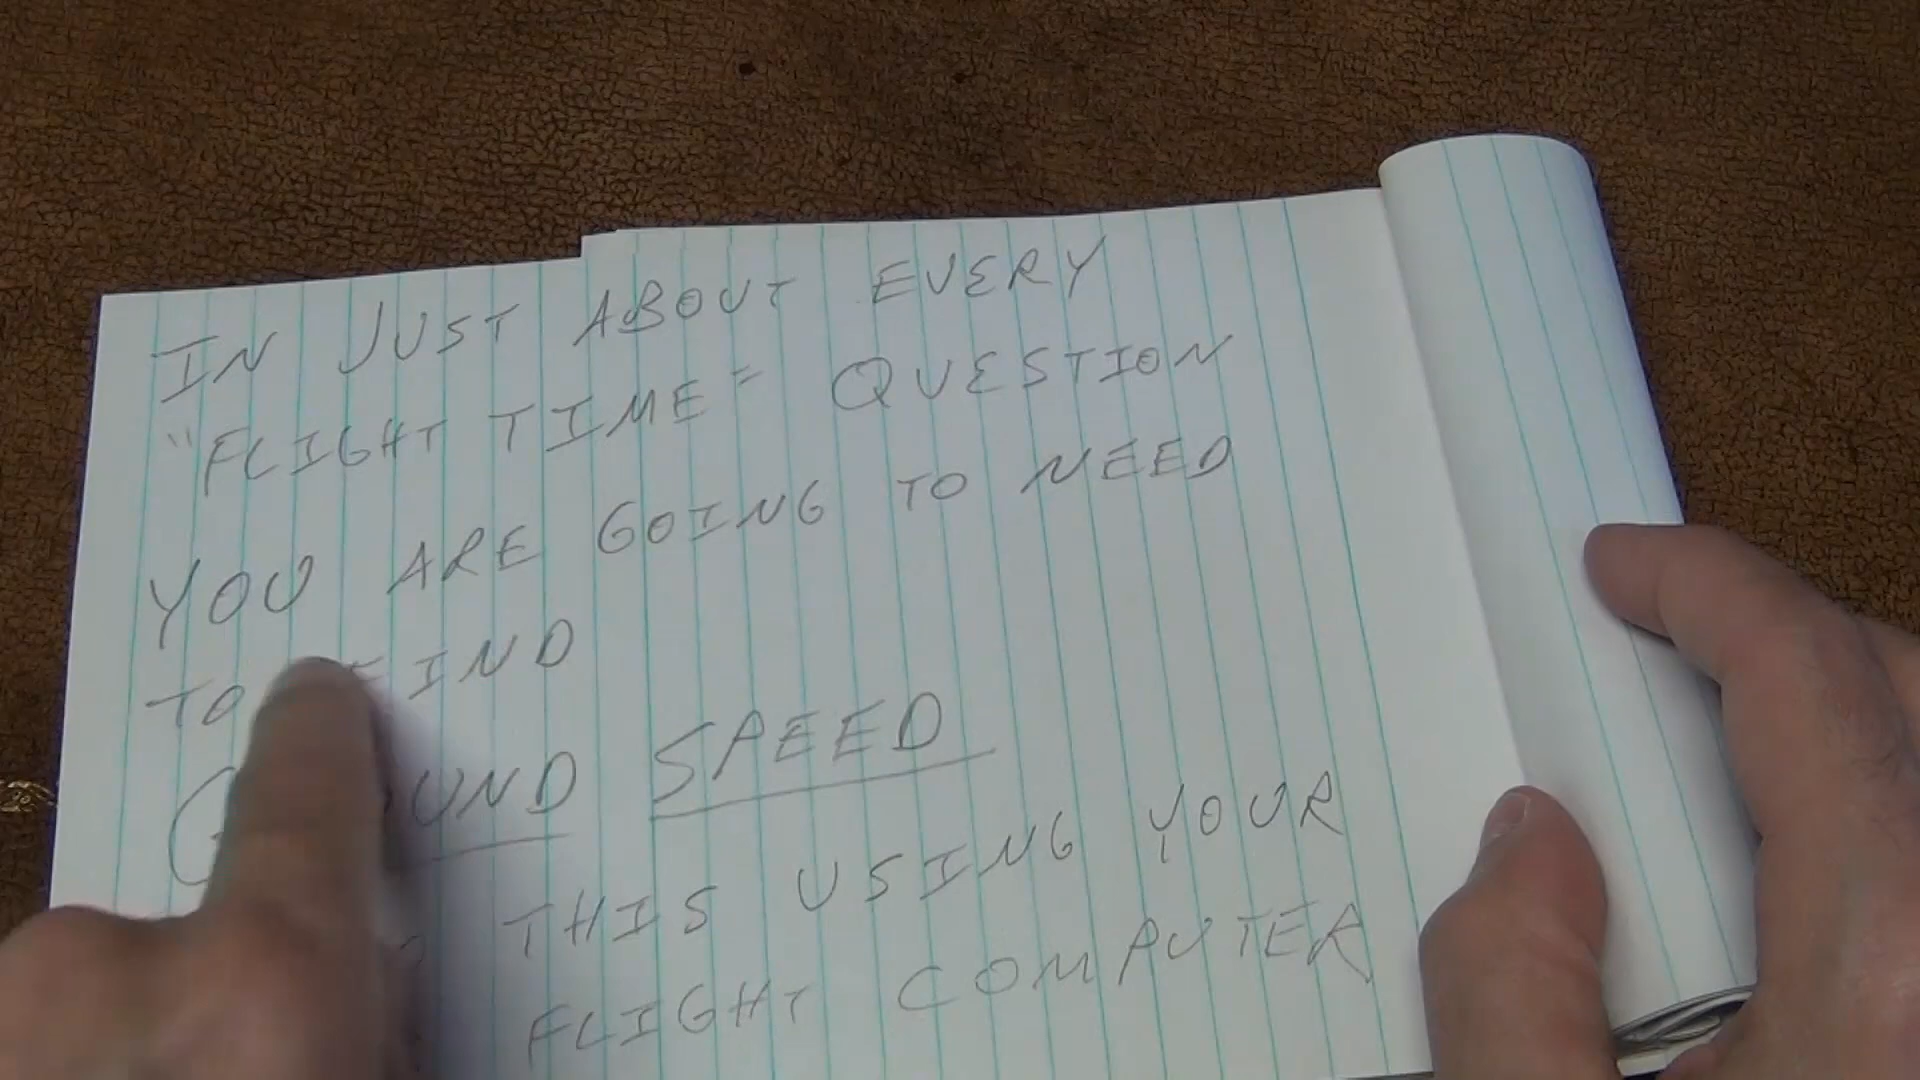 IN JUST ABOUT EVERY
"FLIGHT TIME" QUESTION
YOU ARE GOING TO NEED
TO FIND
SPEED
THIS USING YOUR
FLIGHT COMPUTER